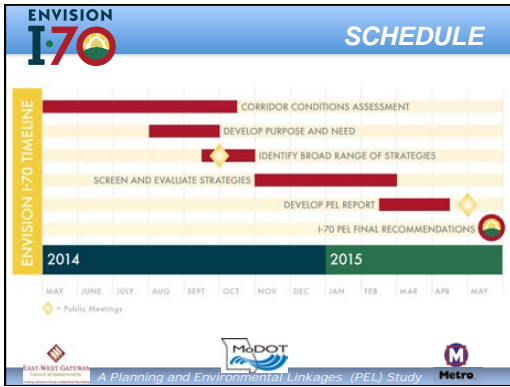 ENVISION
I-70
SCHEDULE
ENVISION I-70 TIMELINE
CORRIDOR CONDITIONS ASSESSMENT
DEVELOP PURPOSE AND NEED
IDENTIFY BROAD RANGE OF STRATEGIES
SCREEN AND EVALUATE STRATEGIES
DEVELOP PEL REPORT
I-70 PEL FINAL RECOMMENDATIONS
2014 2015
MAY JUNE JULY AUG SEPT OCT NOV DEC JAN FEB MAR APR MAY
= Public Meetings
EAST-WEST GATEWAY
Council of Governments
MoDOT
Metro
A Planning and Environmental Linkages (PEL) Study